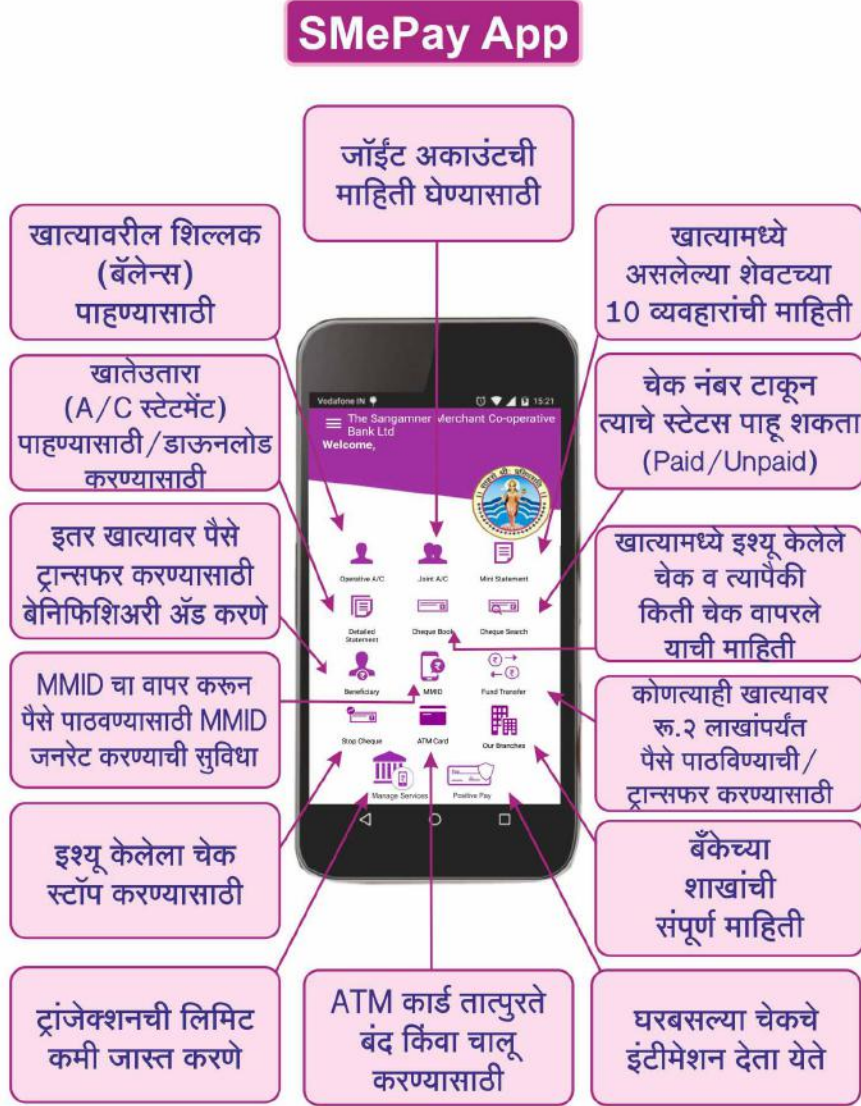 SMePay App
जॉईंट अकाउंटची
माहिती घेण्यासाठी
खात्यावरील शिल्लक
(बॅलेन्स)
पाहण्यासाठी
खात्यामध्ये
असलेल्या शेवटच्या
10 व्यवहारांची माहिती
खातेउतारा
(A/C स्टेटमेंट)
पाहण्यासाठी/डाऊनलोड
करण्यासाठी
चेक नंबर टाकून
त्याचे स्टेटस पाहू शकता
(Paid/Unpaid)
इतर खात्यावर पैसे
ट्रान्सफर करण्यासाठी
बेनिफिशिअरी ॲड करणे
खात्यामध्ये इश्यू केलेले
चेक व त्यापैकी
किती चेक वापरले
याची माहिती
MMID चा वापर करून
पैसे पाठवण्यासाठी MMID
जनरेट करण्याची सुविधा
कोणत्याही खात्यावर
रू.२ लाखांपर्यंत
पैसे पाठविण्याची/
ट्रान्सफर करण्यासाठी
इश्यू केलेला चेक
स्टॉप करण्यासाठी
बँकेच्या
शाखांची
संपूर्ण माहिती
ट्रांजेक्शनची लिमिट
कमी जास्त करणे
ATM कार्ड तात्पुरते
बंद किंवा चालू
करण्यासाठी
घरबसल्या चेकचे
इंटीमेशन देता येते
Vodafone IN 15:21
The Sangamner Merchant Co-operative
Bank Ltd
Welcome,
Operative A/C Joint A/C Mini Statement
Detailed
Statement
Cheque Book Cheque Search
Beneficiary MMID Fund Transfer
Stop Cheque ATM Card Our Branches
Manage Services Positive Pay